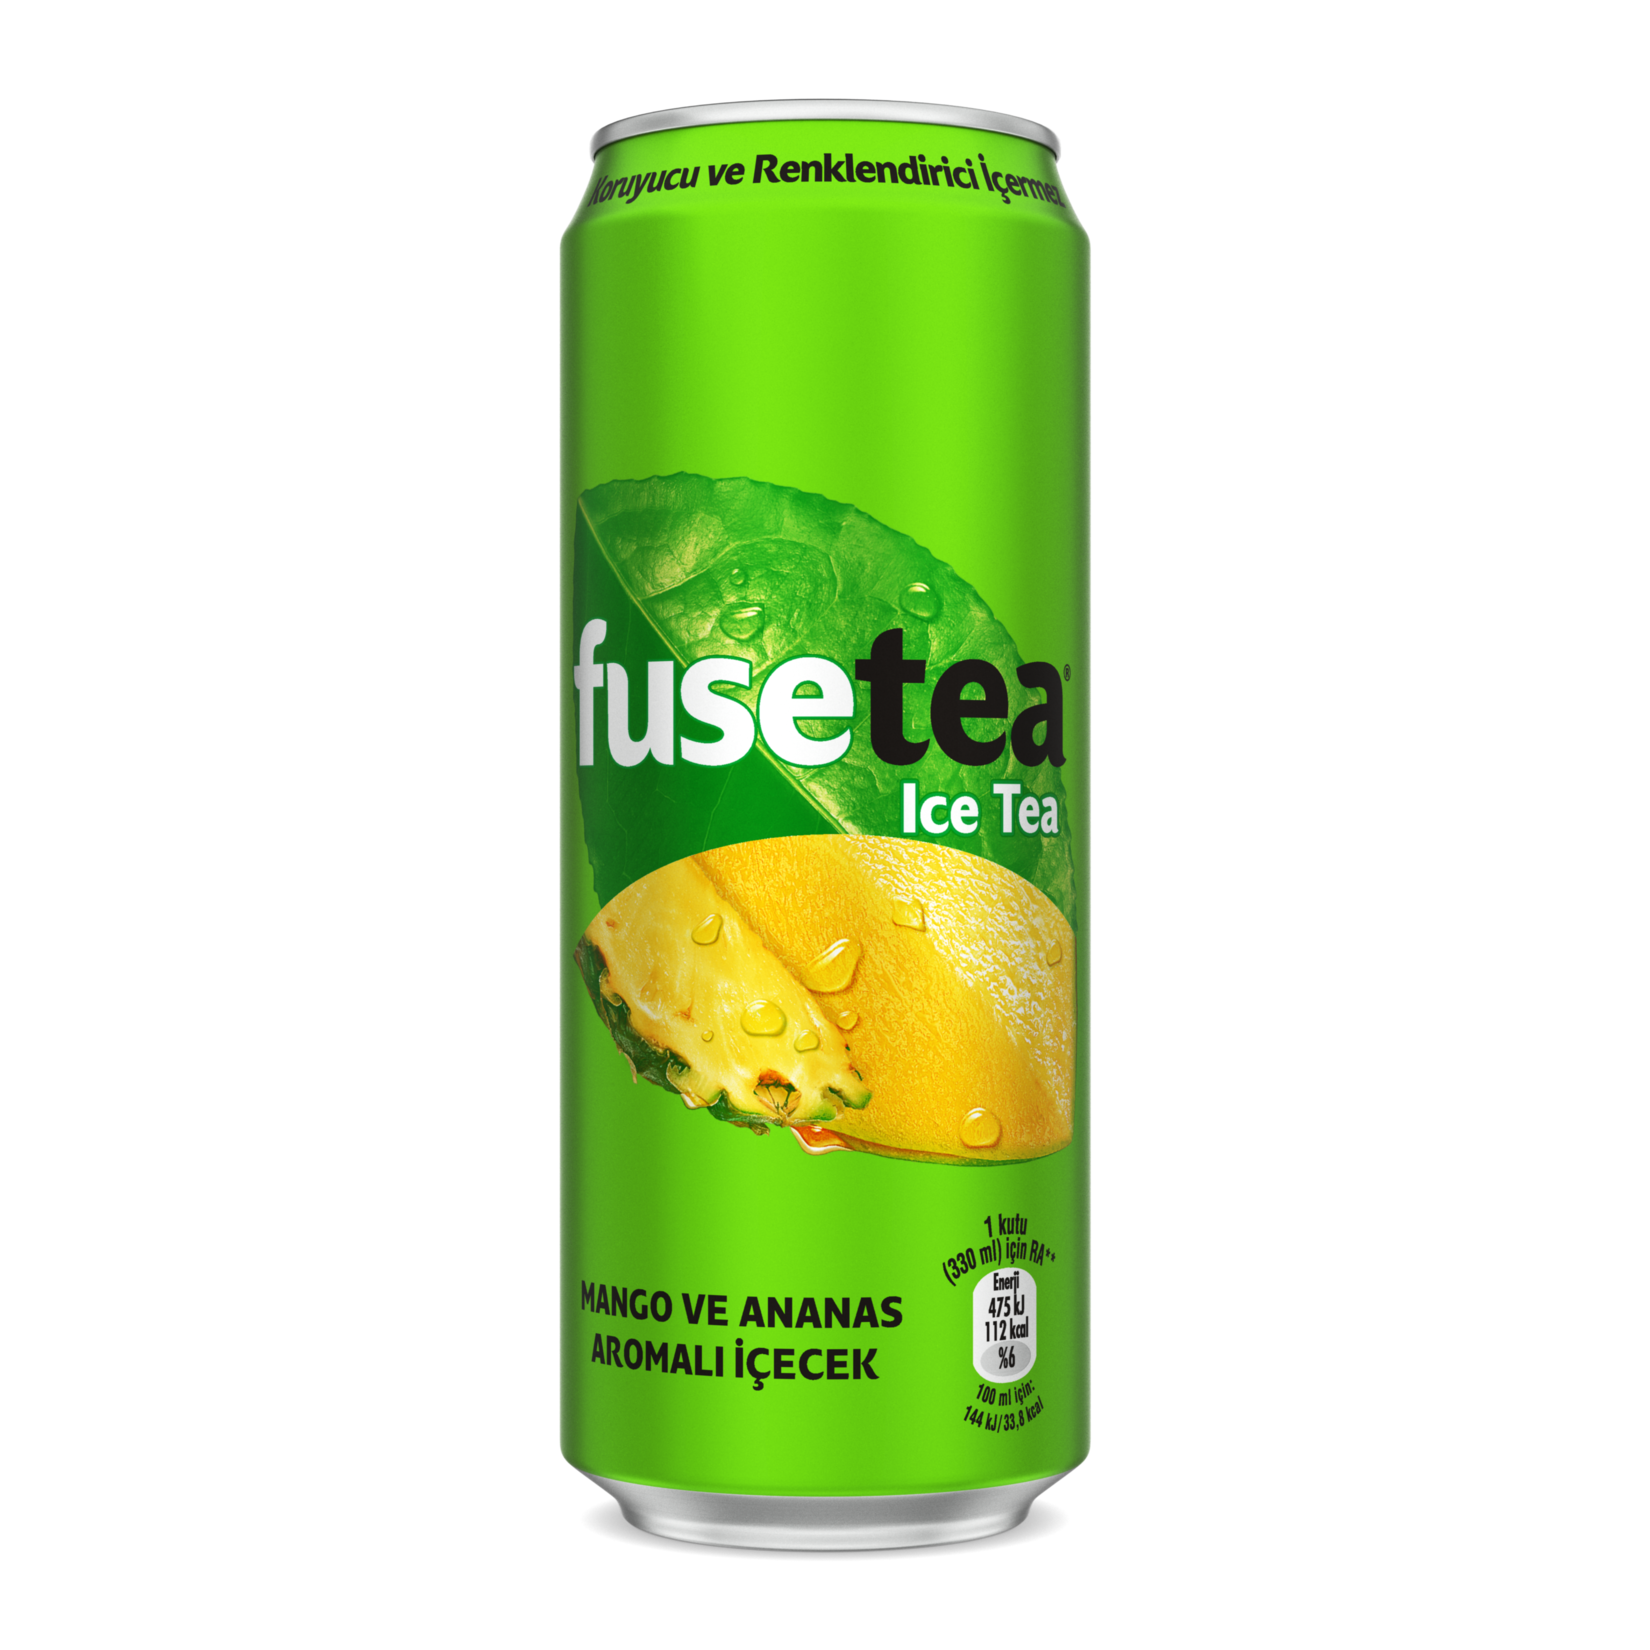 Koruyucu ve Renklendirici İçermez
fusetea®
Ice Tea
1 kutu
(330 ml) için RA**
Enerji
475 kJ
112 kcal
%6
100 ml için:
144 kJ/33,8 kcal
MANGO VE ANANAS
AROMALI İÇECEK